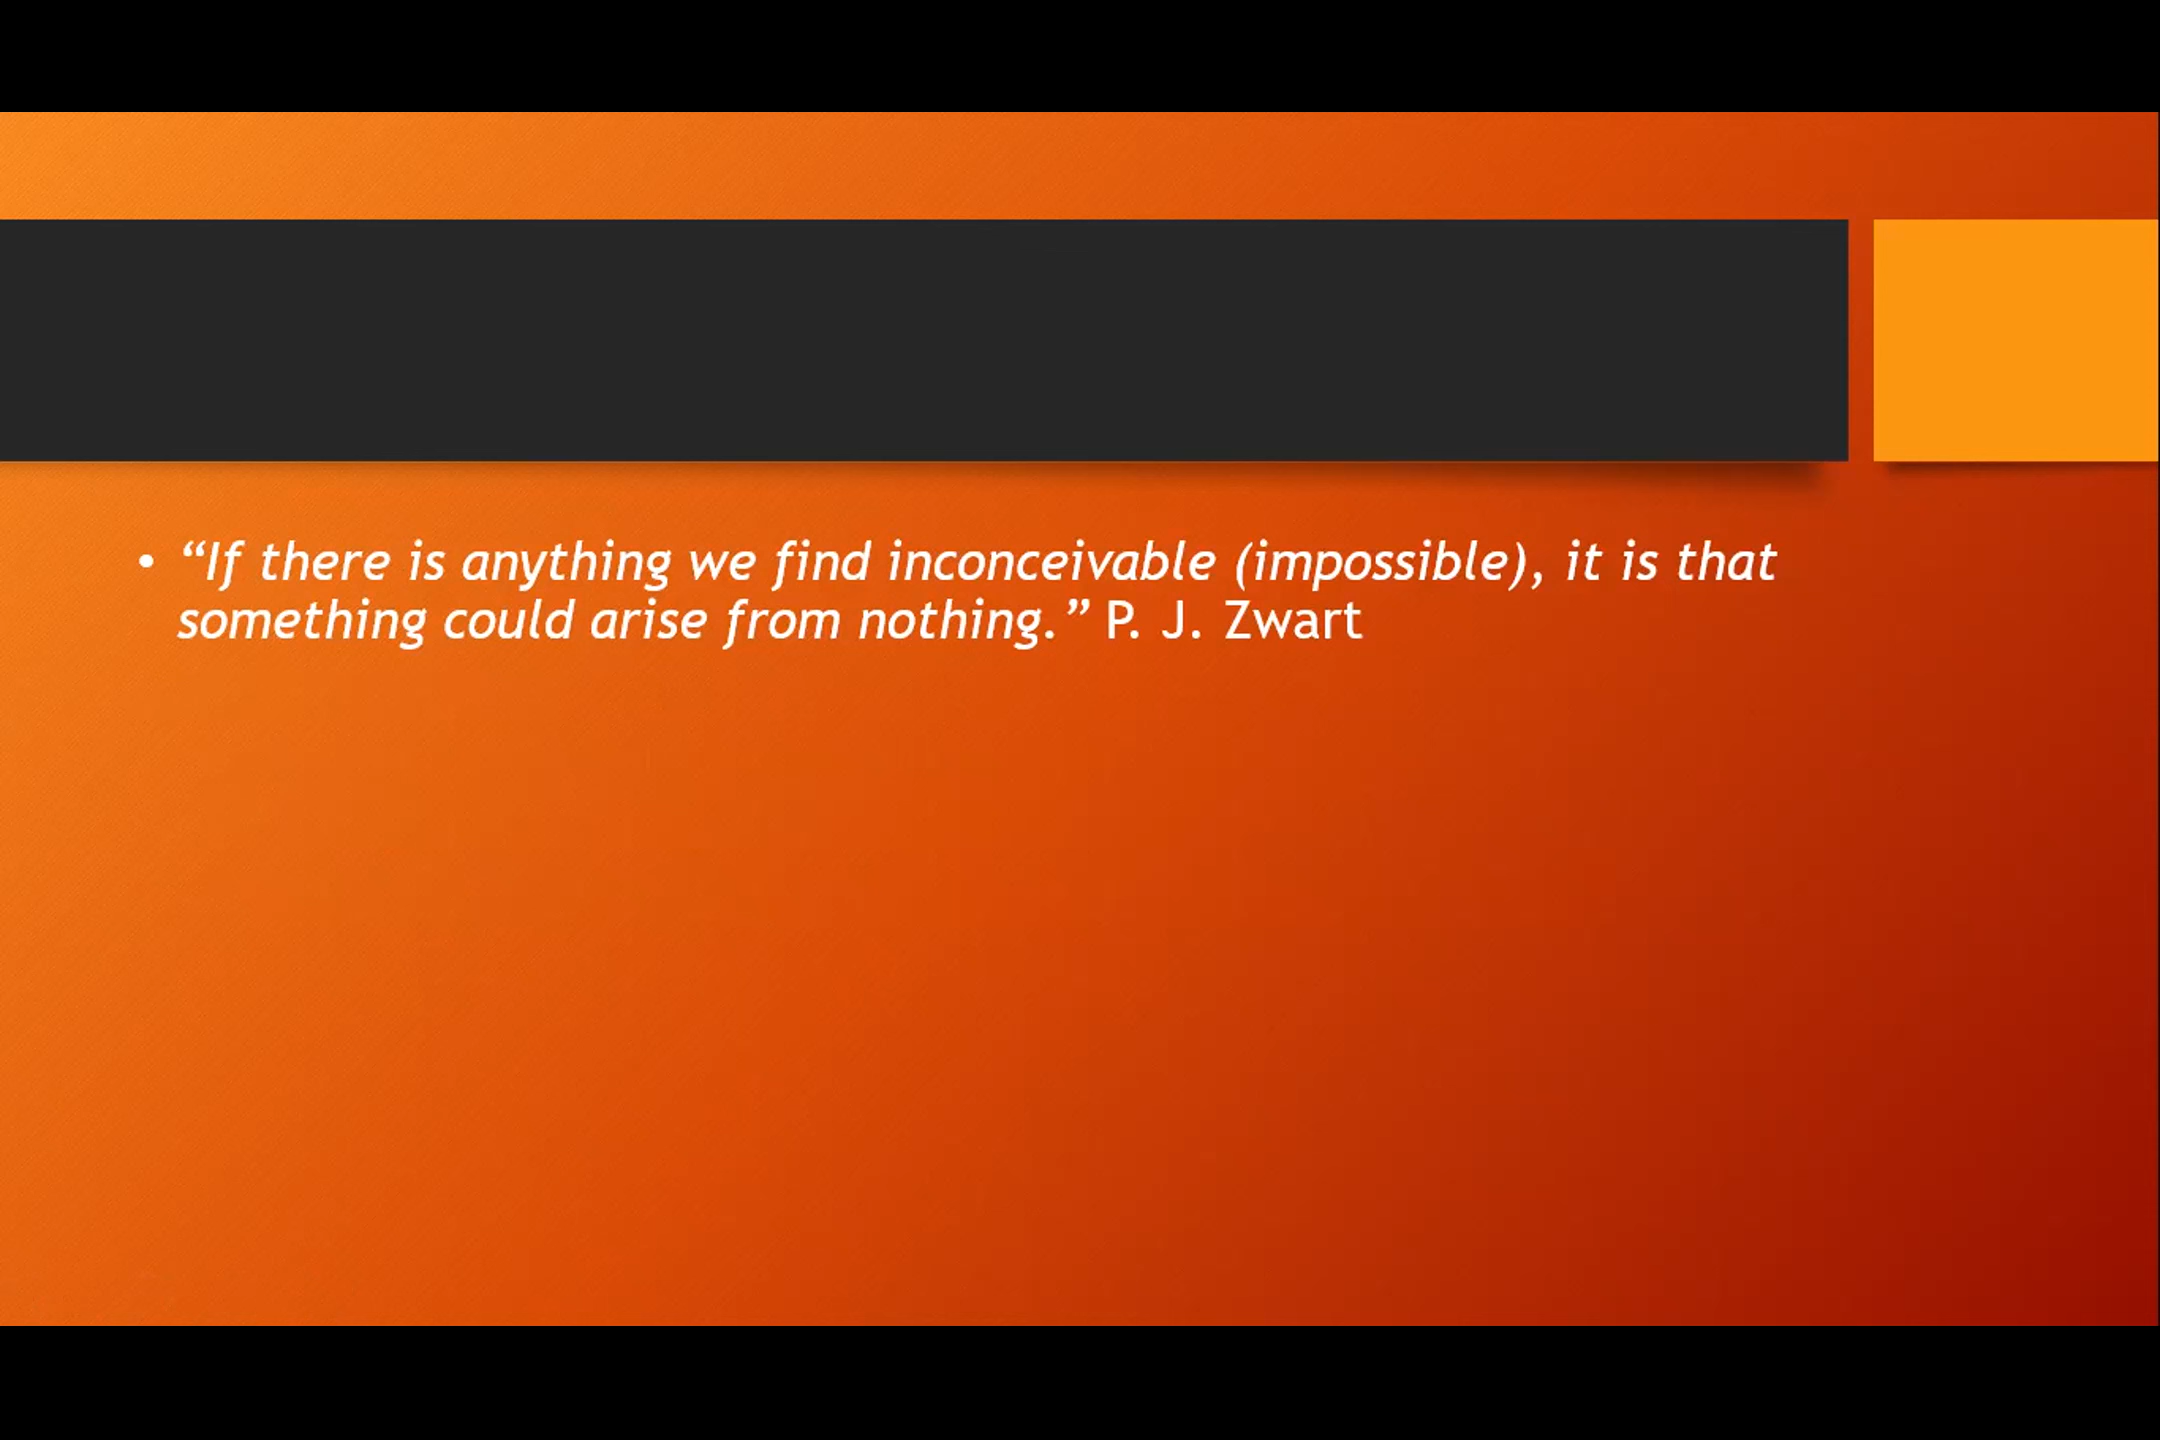 • “If there is anything we find inconceivable (impossible), it is that
something could arise from nothing.” P. J. Zwart